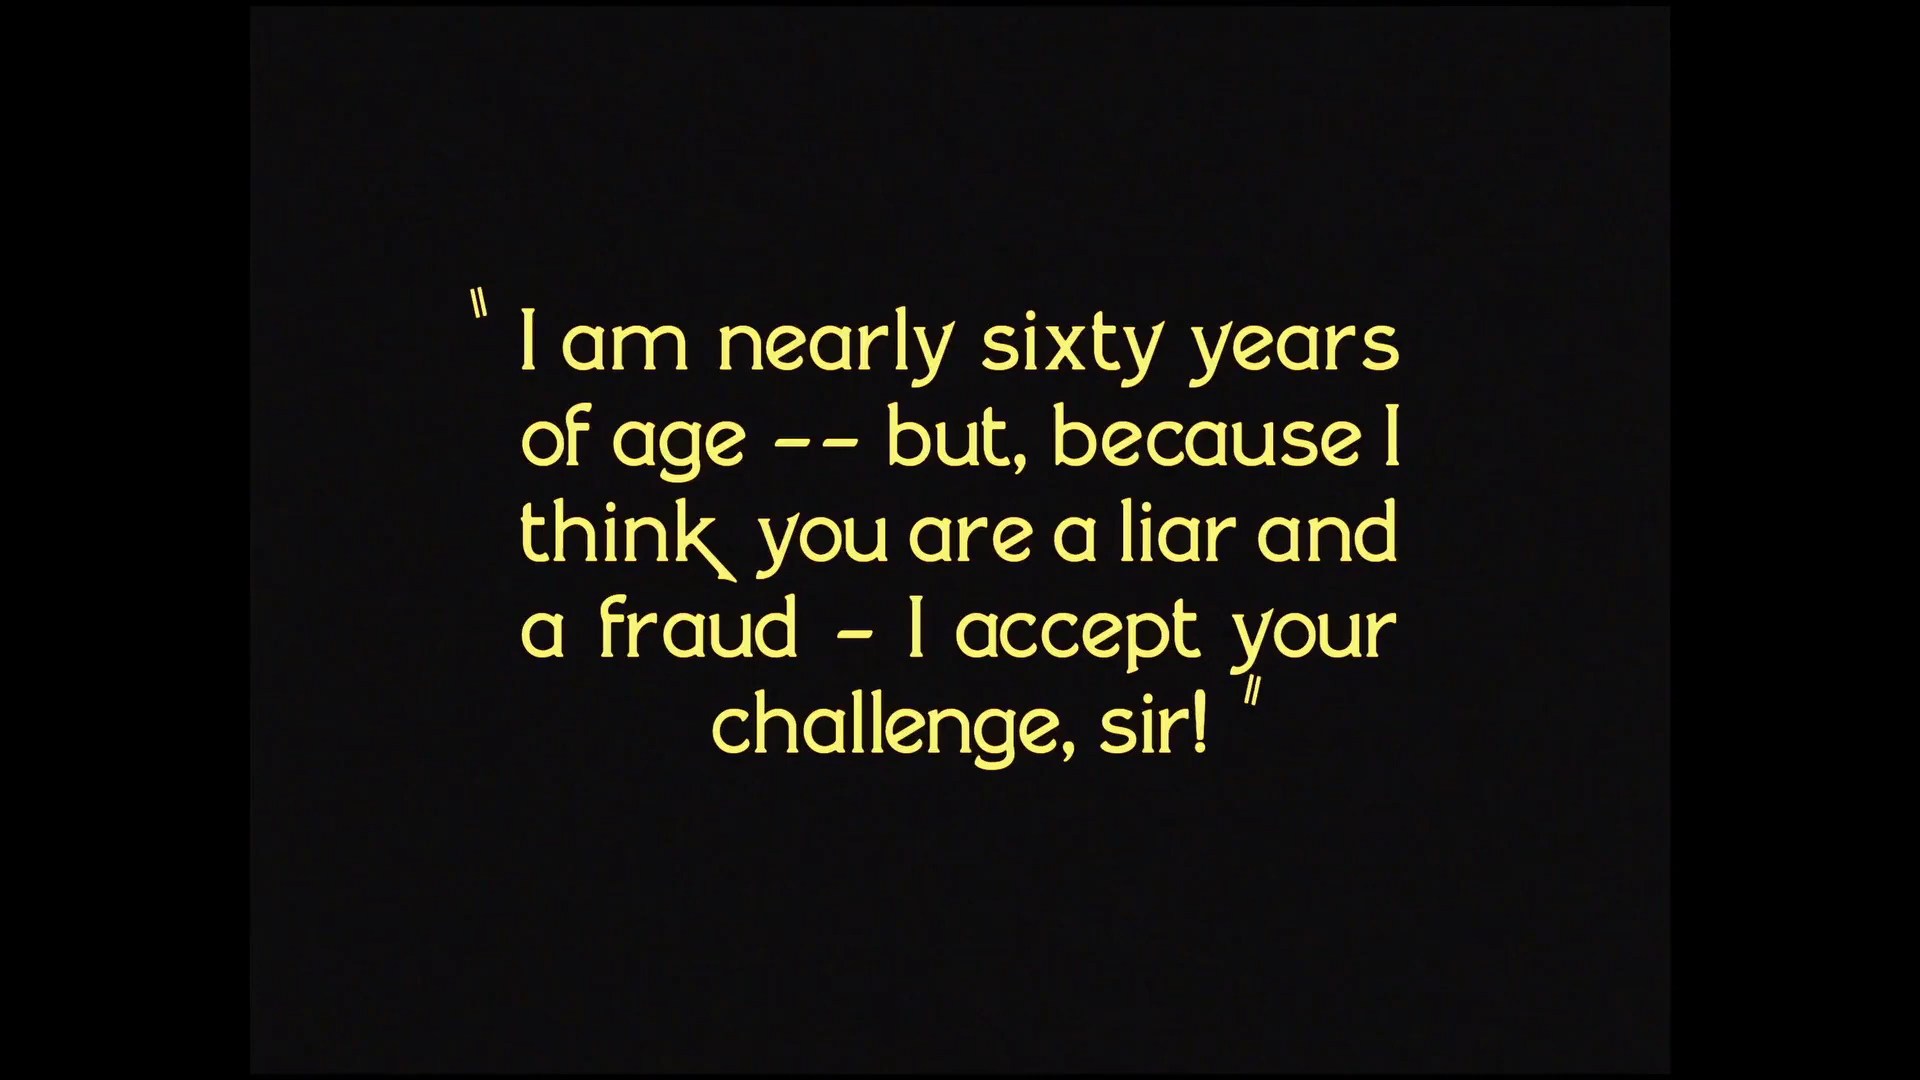 " I am nearly sixty years
of age -- but, because I
think you are a liar and
a fraud - I accept your
challenge, sir! "